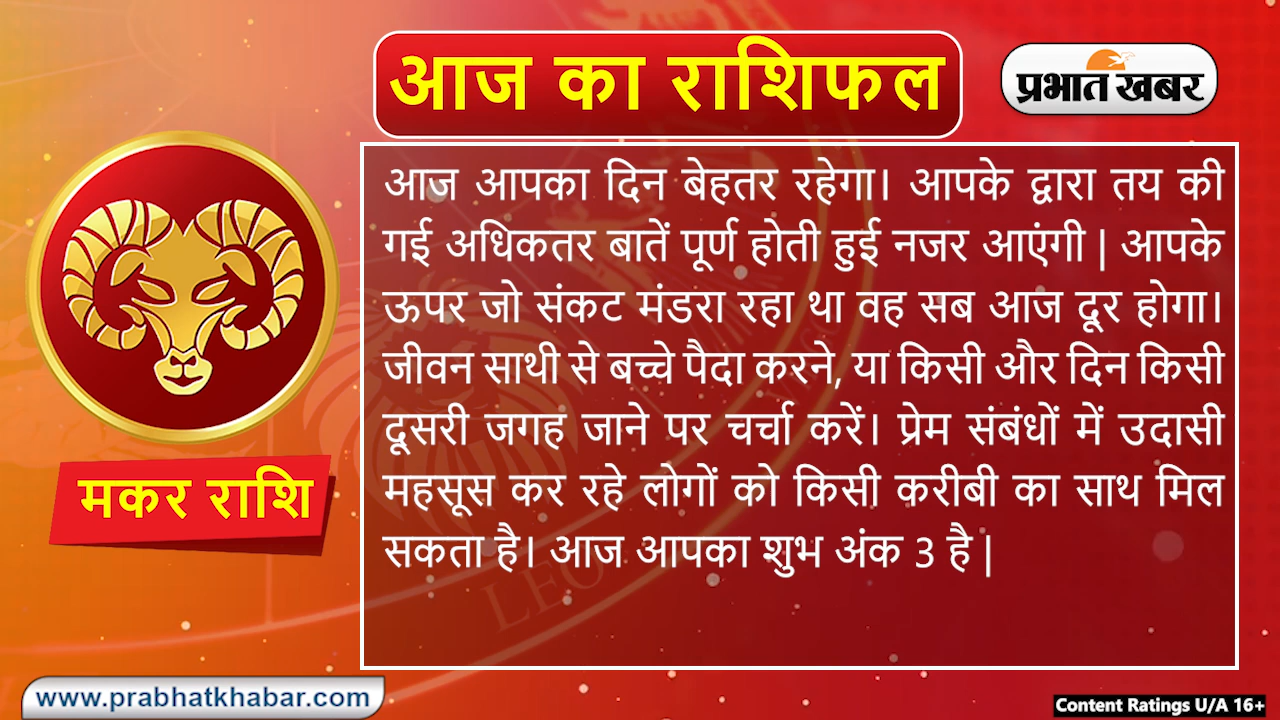 आज का राशिफल
प्रभात खबर
आज आपका दिन बेहतर रहेगा। आपके द्वारा तय की
गई अधिकतर बातें पूर्ण होती हुई नजर आएंगी | आपके
ऊपर जो संकट मंडरा रहा था वह सब आज दूर होगा।
जीवन साथी से बच्चे पैदा करने, या किसी और दिन किसी
दूसरी जगह जाने पर चर्चा करें। प्रेम संबंधों में उदासी
महसूस कर रहे लोगों को किसी करीबी का साथ मिल
सकता है। आज आपका शुभ अंक 3 है |
मकर राशि
LEO
www.prabhatkhabar.com
Content Ratings U/A 16+